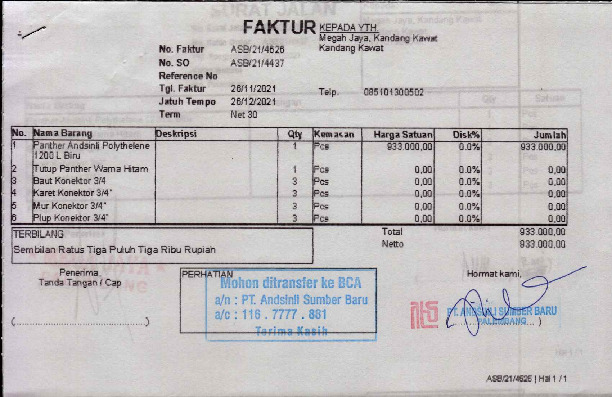 FAKTUR
KEPADA YTH.
Megah Jaya, Kandang Kawat
Kandang Kawat
No. Faktur ASB/21/4626
No. SO ASB/21/4437
Reference No
Tgl. Faktur 26/11/2021 Telp. 085101300502
Jatuh Tempo 26/12/2021
Term Net 30
No. Nama Barang Deskripsi Qty Kemasan Harga Satuan Disk% Jumlah
1 Panther Andsinli Polythelene 1 Pcs 933.000,00 0.0% 933.000,00
1200 L Biru
2 Tutup Panther Warna Hitam 1 Pcs 0,00 0.0% 0,00
3 Baut Konektor 3/4 3 Pcs 0,00 0.0% 0,00
4 Karet Konektor 3/4" 3 Pcs 0,00 0.0% 0,00
5 Mur Konektor 3/4" 3 Pcs 0,00 0.0% 0,00
6 Plup Konektor 3/4" 3 Pcs 0,00 0.0% 0,00
TERBILANG Total 933.000,00
Sembilan Ratus Tiga Puluh Tiga Ribu Rupiah Netto 933.000,00
Penerima, PERHATIAN Hormat kami,
Tanda Tangan / Cap
Mohon ditransfer ke BCA
a/n : PT. Andsinli Sumber Baru
a/c : 116 . 7777 . 881
Terima Kasih
PT. ANDSINLI SUMBER BARU
PALEMBANG
(....................) (....................)
ASB/21/4626 | Hal 1 / 1